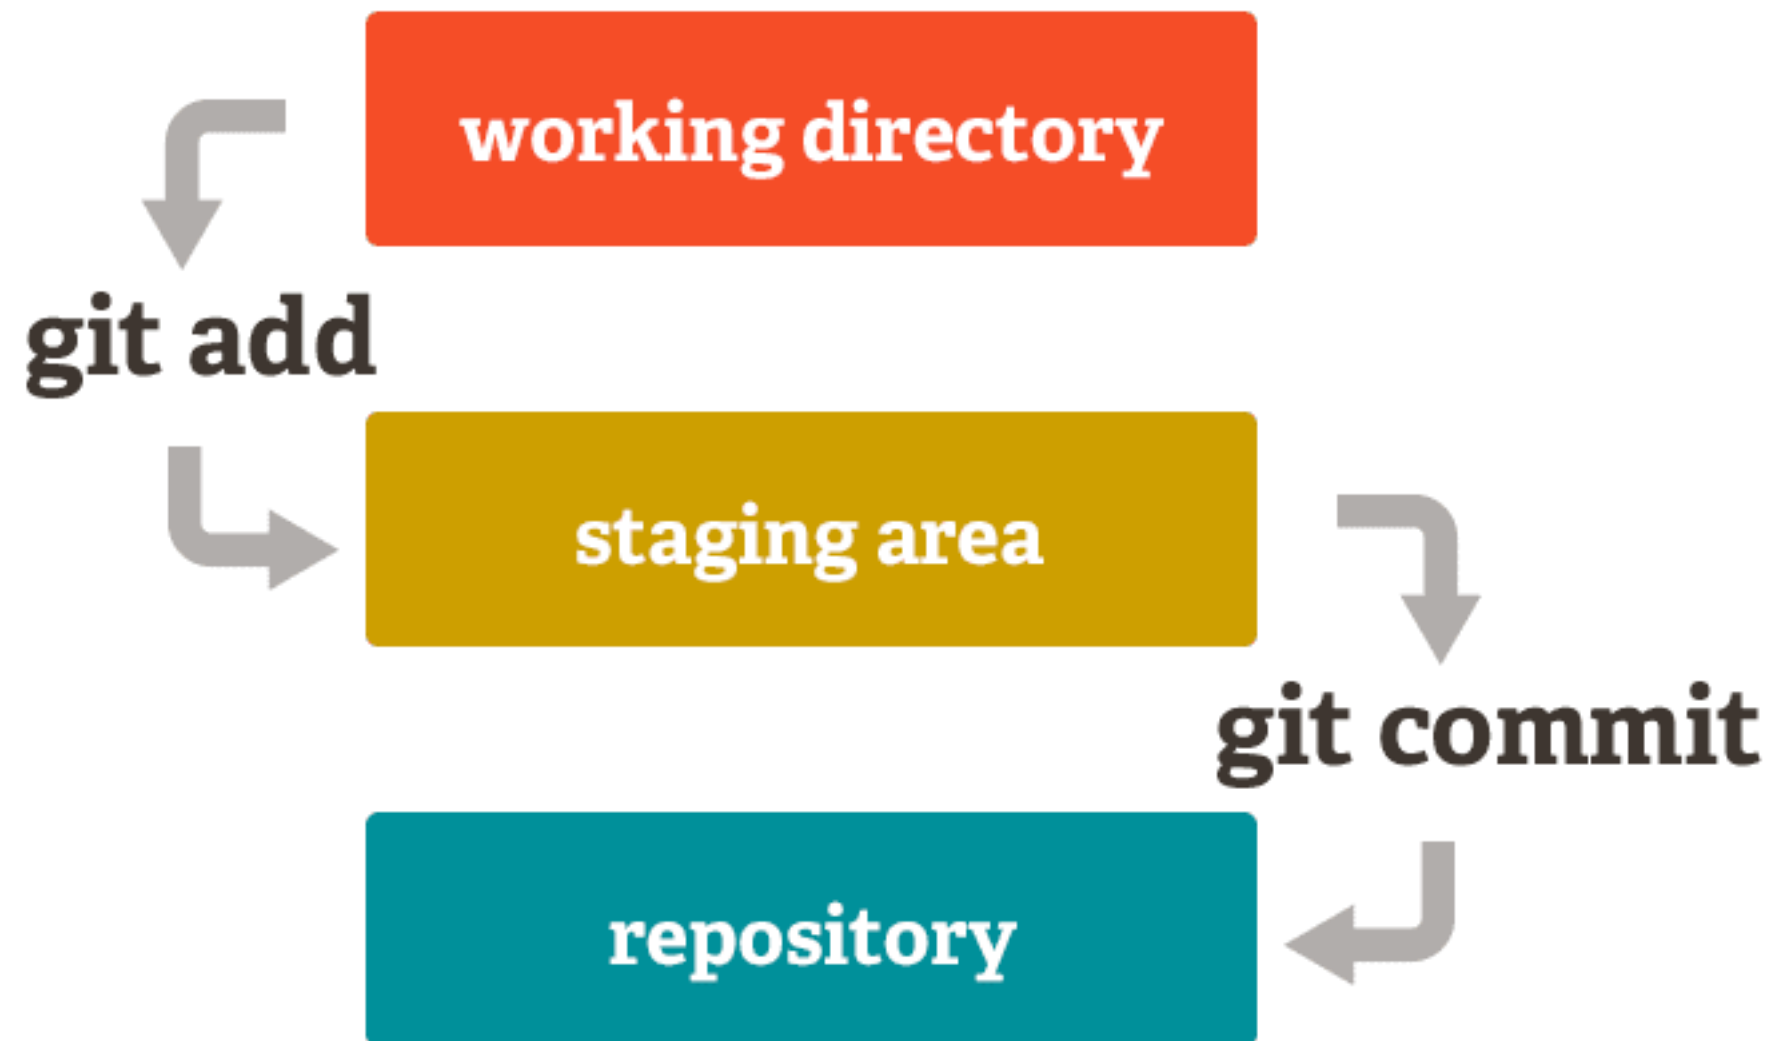 working directory
git add
staging area
git commit
repository